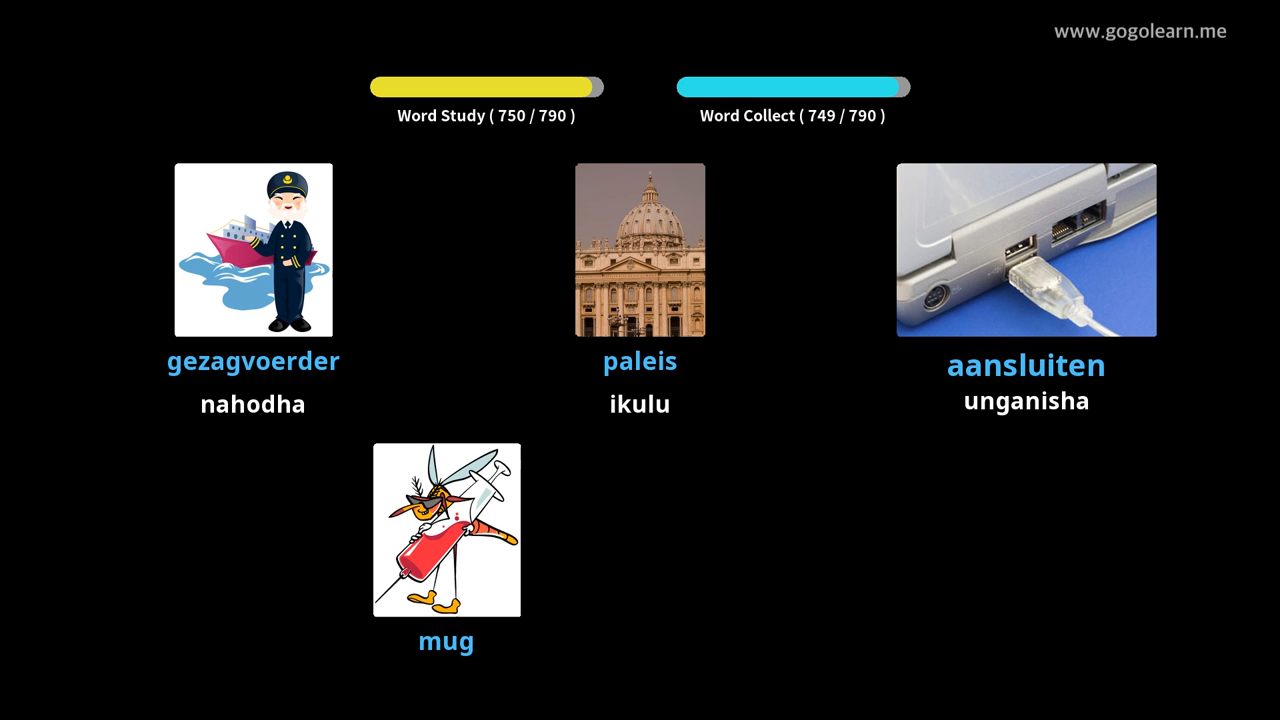 www.gogolearn.me
Word Study ( 750 / 790 )
Word Collect ( 749 / 790 )
gezagvoerder
paleis
aansluiten
nahodha
ikulu
unganisha
mug